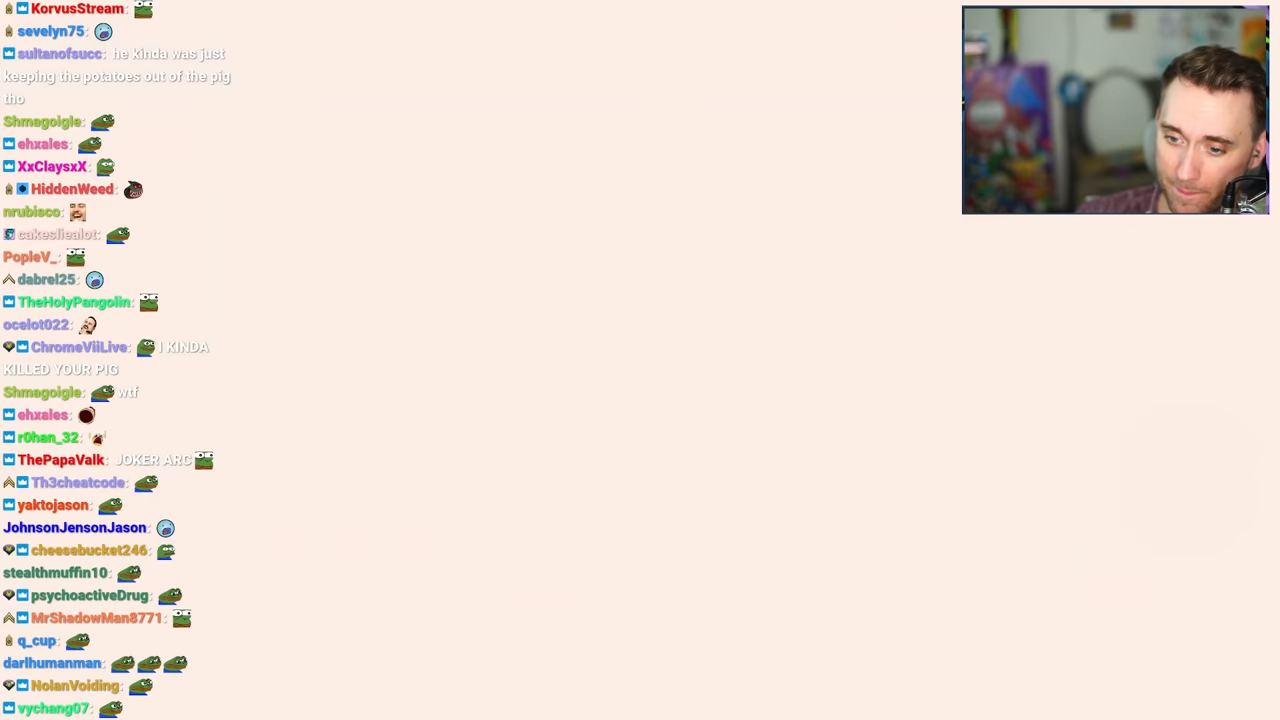 KorvusStream:
sevelyn75:
sultanofsucc: he kinda was just
keeping the potatoes out of the pig
tho
Shmagoigle:
ehxales:
XxClaysxX:
HiddenWeed:
nrubisco:
cakesliealot:
PopleV_:
dabrel25:
TheHolyPangolin:
ocelot022:
ChromeViiLive: I KINDA
KILLED YOUR PIG
Shmagoigle: wtf
ehxales:
r0han_32:
ThePapaValk: JOKER ARC
Th3cheatcode:
yaktojason:
JohnsonJensonJason:
cheesebucket246:
stealthmuffin10:
psychoactiveDrug:
MrShadowMan8771:
q_cup:
darlhumanman:
NolanVoiding:
vychang07: